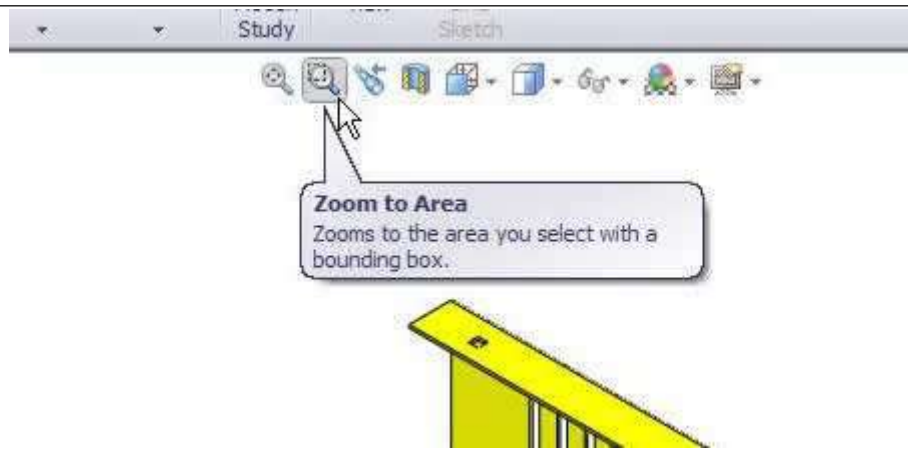 Study
Sketch
Zoom to Area
Zooms to the area you select with a
bounding box.